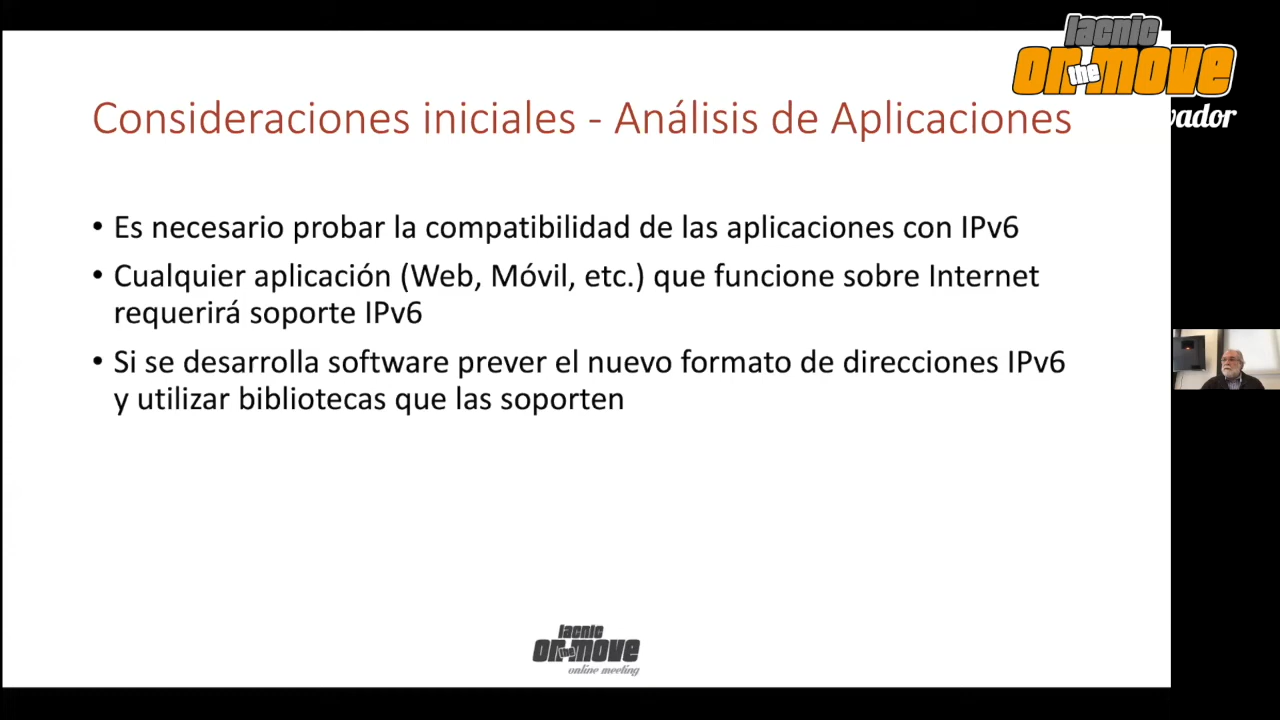 lacnic
on the move
vador
Consideraciones iniciales - Análisis de Aplicaciones
• Es necesario probar la compatibilidad de las aplicaciones con IPv6
• Cualquier aplicación (Web, Móvil, etc.) que funcione sobre Internet
requerirá soporte IPv6
• Si se desarrolla software prever el nuevo formato de direcciones IPv6
y utilizar bibliotecas que las soporten
lacnic
on the move
online meeting